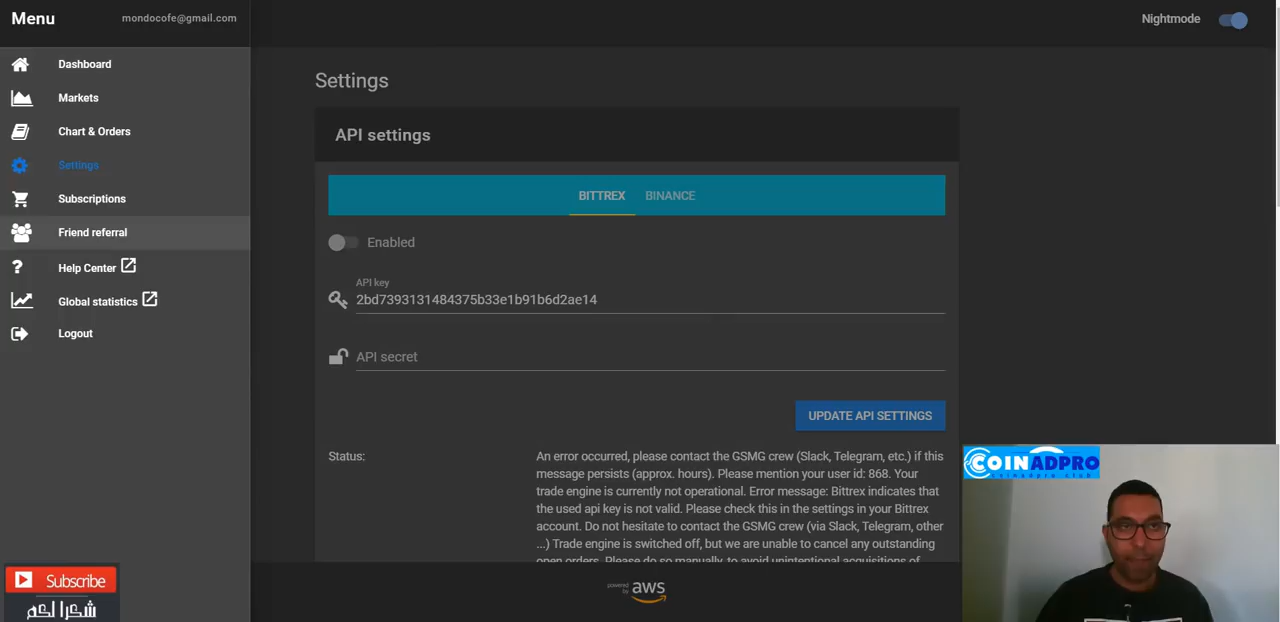 Menu
mondocofe@gmail.com
Nightmode
Dashboard
Markets
Chart & Orders
Settings
Subscriptions
Friend referral
Help Center
Global statistics
Logout
Settings
API settings
BITTREX
BINANCE
Enabled
API key
2bd7393131484375b33e1b91b6d2ae14
API secret
UPDATE API SETTINGS
Status:
An error occurred, please contact the GSMG crew (Slack, Telegram, etc.) if this
message persists (approx. hours). Please mention your user id: 868. Your
trade engine is currently not operational. Error message: Bittrex indicates that
the used api key is not valid. Please check this in the settings in your Bittrex
account. Do not hesitate to contact the GSMG crew (via Slack, Telegram, other
...) Trade engine is switched off, but we are unable to cancel any outstanding
open orders. Please do so manually, to avoid unintentional acquisitions of
powered
by
aws
COINADPRO
coinadpro club
Subscribe
شكرا لكم